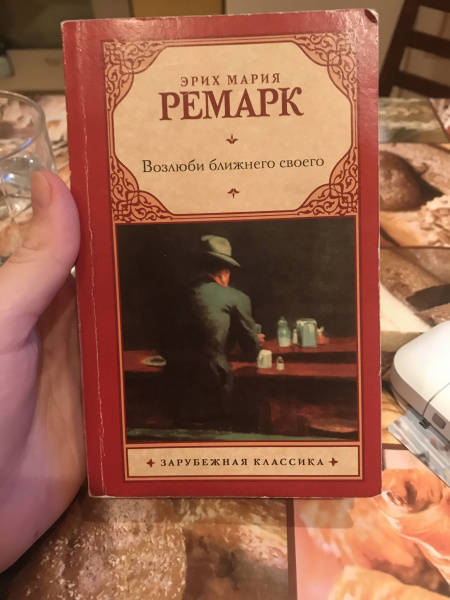 ЭРИХ МАРИЯ
РЕМАРК
Возлюби ближнего своего
ЗАРУБЕЖНАЯ КЛАССИКА